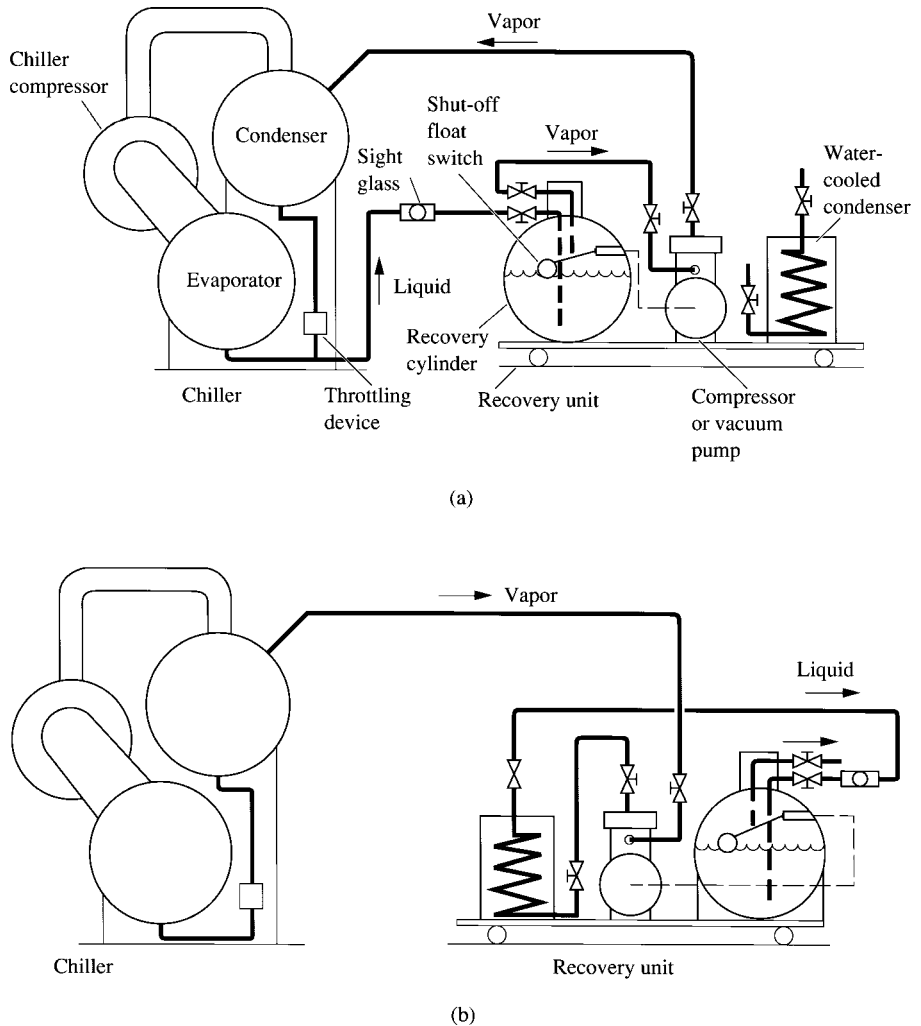 Vapor
Chiller
compressor
Condenser
Shut-off
float
switch
Vapor
Sight
glass
Water-
cooled
condenser
Evaporator
Liquid
Recovery
cylinder
Chiller
Throttling
device
Recovery unit
Compressor
or vacuum
pump
(a)
Vapor
Liquid
Chiller
Recovery unit
(b)